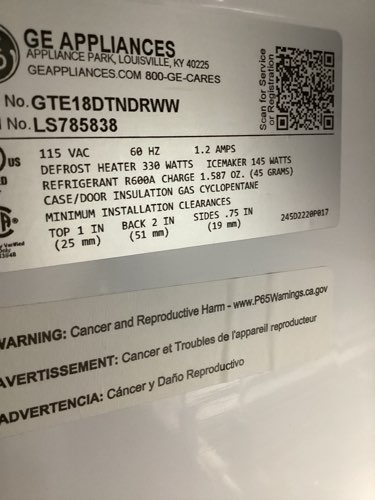 GE APPLIANCES
APPLIANCE PARK, LOUISVILLE, KY 40225
GEAPPLIANCES.COM 800-GE-CARES
Scan for Service
or Registration
No. GTE18DTNDRWW
No. LS785838
US
115 VAC 60 HZ 1.2 AMPS
DEFROST HEATER 330 WATTS ICEMAKER 145 WATTS
REFRIGERANT R600A CHARGE 1.587 OZ. (45 GRAMS)
CASE/DOOR INSULATION GAS CYCLOPENTANE
MINIMUM INSTALLATION CLEARANCES
TOP 1 IN BACK 2 IN SIDES .75 IN
(25 mm) (51 mm) (19 mm)
245D2220P017
WARNING: Cancer and Reproductive Harm - www.P65Warnings.ca.gov
AVERTISSEMENT: Cancer et Troubles de l'appareil reproducteur
ADVERTENCIA: Cáncer y Daño Reproductivo